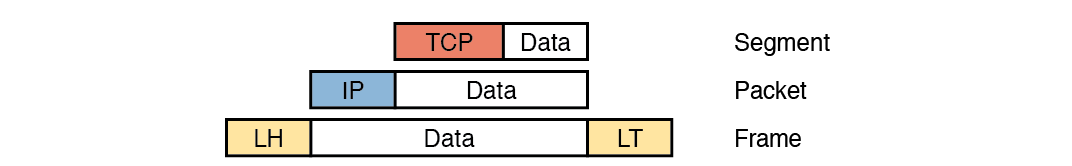 TCP Data Segment
IP Data Packet
LH Data LT Frame